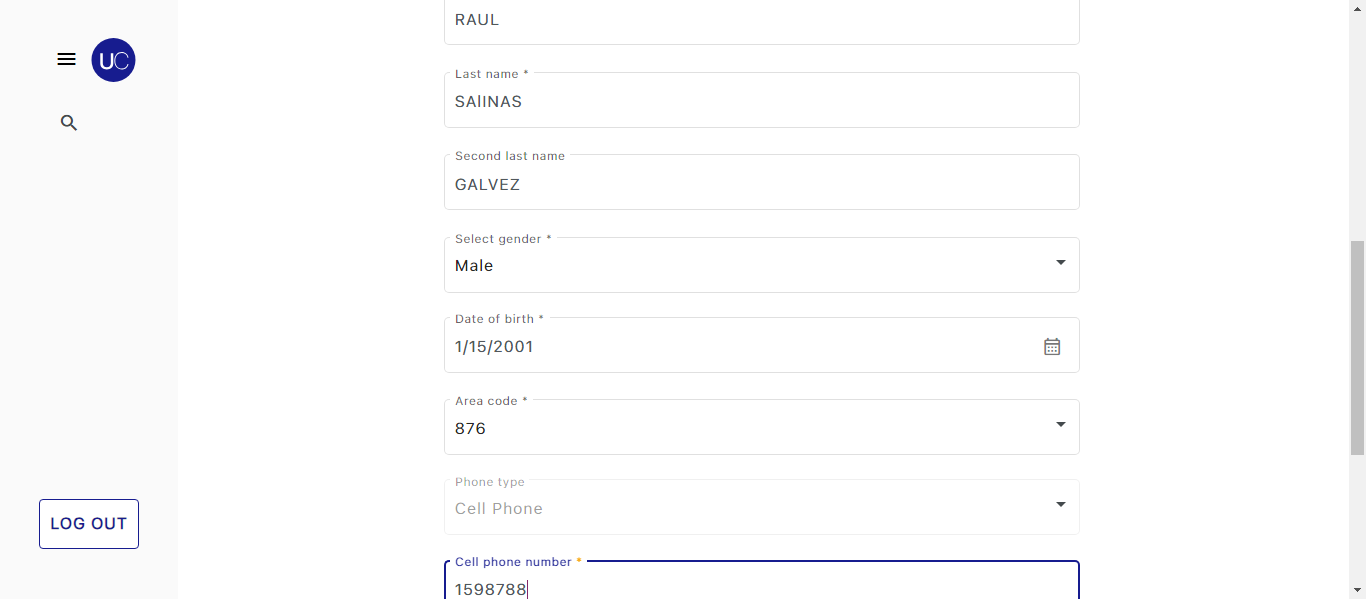 RAUL
UC
Last name *
SAlINAS
Second last name
GALVEZ
Select gender *
Male
Date of birth *
1/15/2001
Area code *
876
Phone type
Cell Phone
LOG OUT
Cell phone number *
1598788